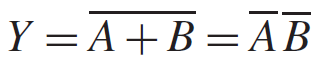 Y = \overline{A + B} = \overline{A}\,\overline{B}